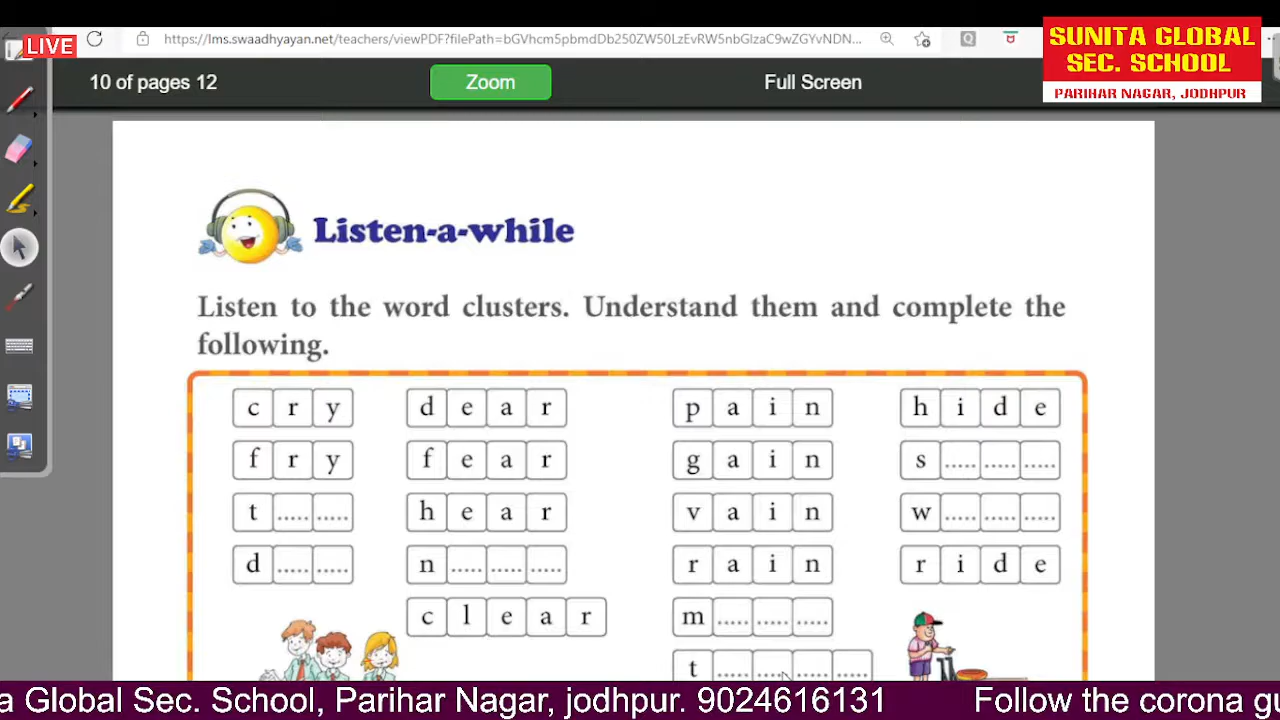 LIVE
https://lms.swaadhyayan.net/teachers/viewPDF?filePath=bGVhcm5pbmdDb250ZW50LzEvRW5nbGlzaC9wZGYvNDN...
SUNITA GLOBAL
SEC. SCHOOL
PARIHAR NAGAR, JODHPUR
10 of pages 12
Zoom
Full Screen
Listen-a-while
Listen to the word clusters. Understand them and complete the
following.
c r y d e a r p a i n h i d e
f r y f e a r g a i n s ..... ..... .....
t ..... ..... h e a r v a i n w ..... ..... .....
d ..... ..... n ..... ..... ..... r a i n r i d e
c l e a r m ..... ..... .....
t ..... ..... ..... .....
a Global Sec. School, Parihar Nagar, jodhpur. 9024616131 Follow the corona gu